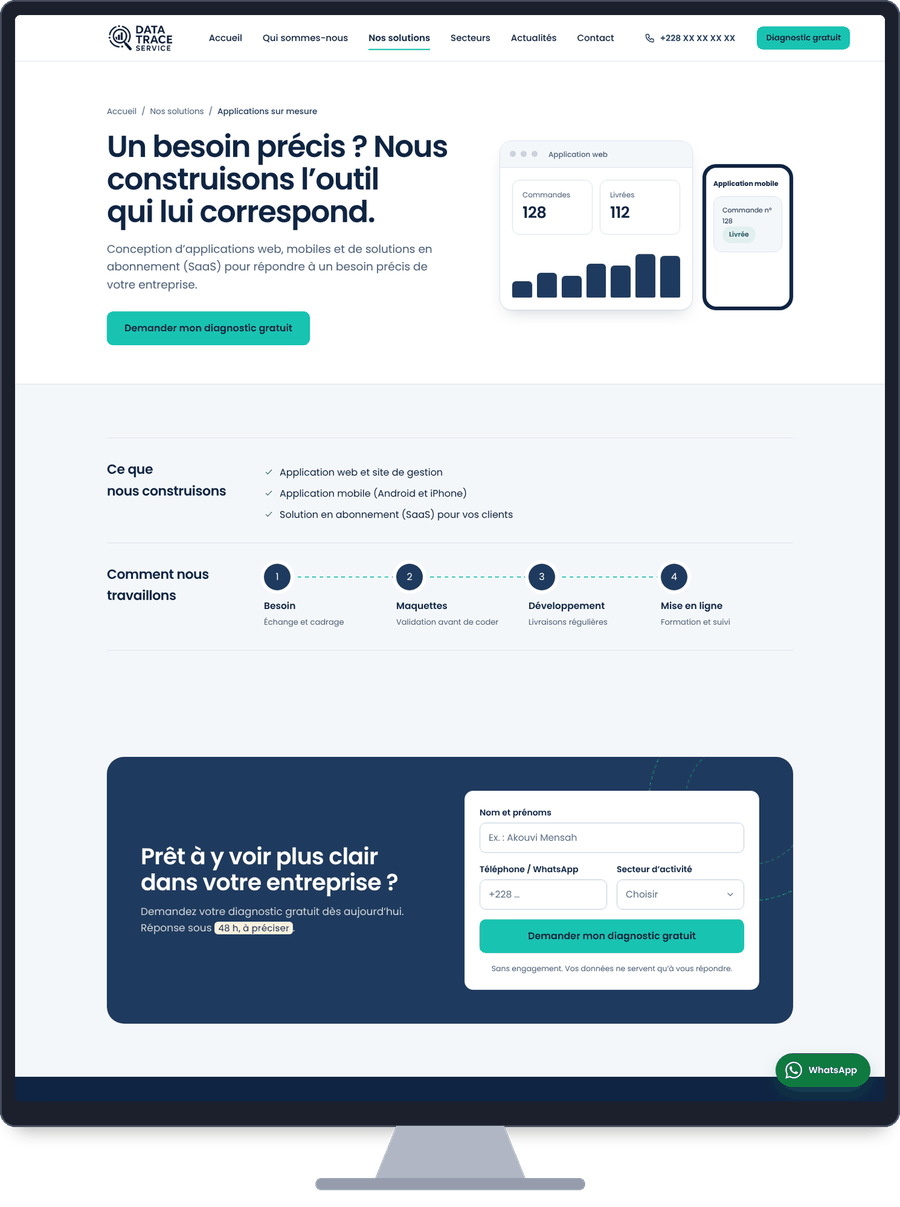 DATA
TRACE
SERVICE
Accueil
Qui sommes-nous
Nos solutions
Secteurs
Actualités
Contact
+228 XX XX XX XX
Diagnostic gratuit
Accueil / Nos solutions / Applications sur mesure
Un besoin précis ? Nous
construisons l’outil
qui lui correspond.
Conception d’applications web, mobiles et de solutions en
abonnement (SaaS) pour répondre à un besoin précis de
votre entreprise.
Demander mon diagnostic gratuit
Application web
Commandes
128
Livrées
112
Application mobile
Commande n°
128
Livrée
Ce que
nous construisons
Application web et site de gestion
Application mobile (Android et iPhone)
Solution en abonnement (SaaS) pour vos clients
Comment nous
travaillons
1
Besoin
Échange et cadrage
2
Maquettes
Validation avant de coder
3
Développement
Livraisons régulières
4
Mise en ligne
Formation et suivi
Prêt à y voir plus clair
dans votre entreprise ?
Demandez votre diagnostic gratuit dès aujourd’hui.
Réponse sous 48 h, à préciser.
Nom et prénoms
Ex. : Akouvi Mensah
Téléphone / WhatsApp
+228 …
Secteur d’activité
Choisir
Demander mon diagnostic gratuit
Sans engagement. Vos données ne servent qu’à vous répondre.
WhatsApp